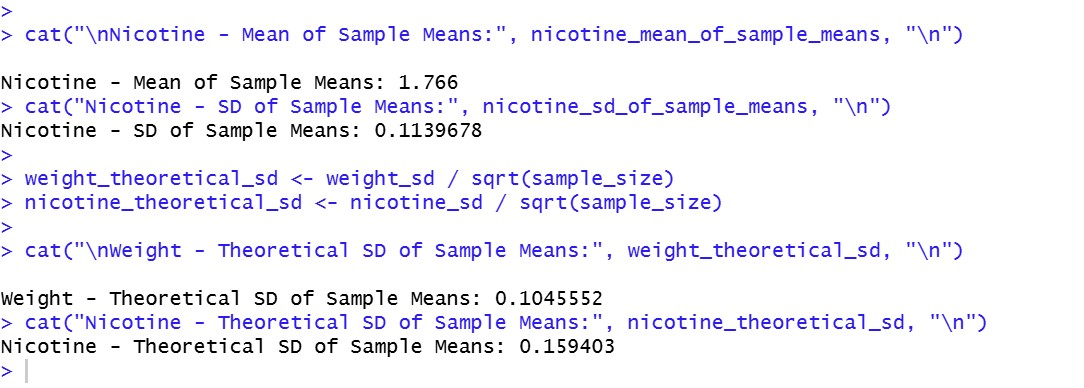 >
> cat("\nNicotine - Mean of Sample Means:", nicotine_mean_of_sample_means, "\n")

Nicotine - Mean of Sample Means: 1.766
> cat("Nicotine - SD of Sample Means:", nicotine_sd_of_sample_means, "\n")
Nicotine - SD of Sample Means: 0.1139678
>
> weight_theoretical_sd <- weight_sd / sqrt(sample_size)
> nicotine_theoretical_sd <- nicotine_sd / sqrt(sample_size)
>
> cat("\nWeight - Theoretical SD of Sample Means:", weight_theoretical_sd, "\n")

Weight - Theoretical SD of Sample Means: 0.1045552
> cat("Nicotine - Theoretical SD of Sample Means:", nicotine_theoretical_sd, "\n")
Nicotine - Theoretical SD of Sample Means: 0.159403
>